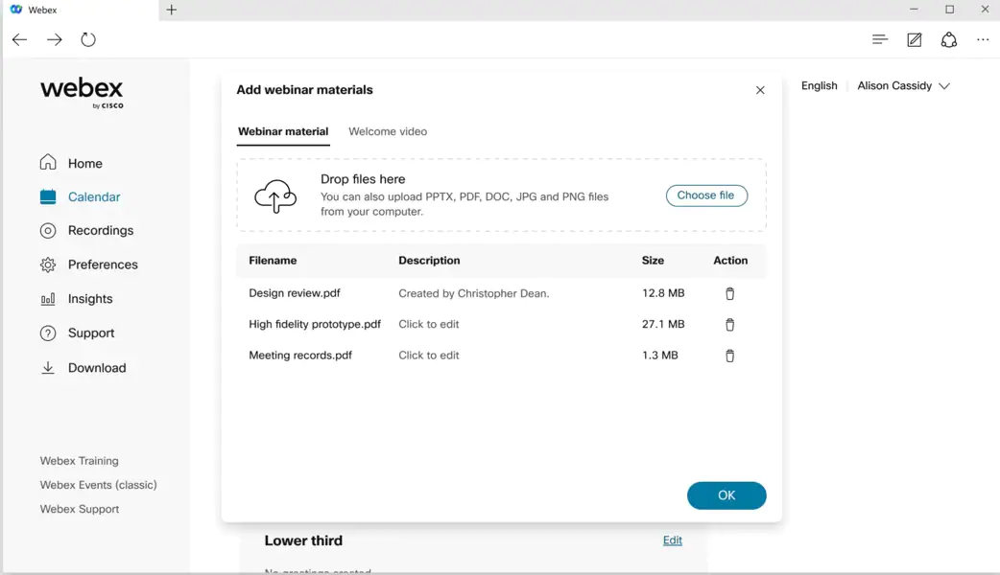 Webex
webex
by CISCO
Home
Calendar
Recordings
Preferences
Insights
Support
Download
Webex Training
Webex Events (classic)
Webex Support
English
Alison Cassidy
Add webinar materials
Webinar material Welcome video
Drop files here
You can also upload PPTX, PDF, DOC, JPG and PNG files
from your computer.
Choose file
Filename Description Size Action
Design review.pdf Created by Christopher Dean. 12.8 MB
High fidelity prototype.pdf Click to edit 27.1 MB
Meeting records.pdf Click to edit 1.3 MB
OK
Lower third Edit
No greetings created